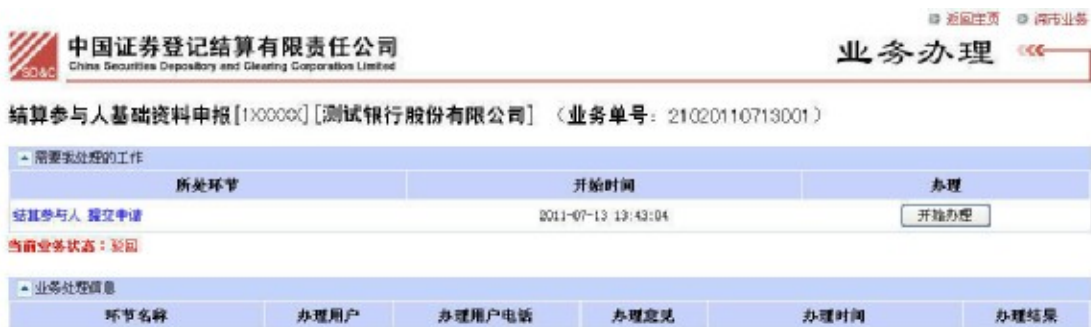 返回主页 深市业务
中国证券登记结算有限责任公司
China Securities Depository and Clearing Corporation Limited
SD&C
业务办理
结算参与人基础资料申报[1XXXXX][测试银行股份有限公司] （业务单号：21020110713001）
需要我处理的工作
所处环节 开始时间 办理
结算参与人 提交申请 2011-07-13 13:43:04 开始办理
当前业务状态：驳回
业务处理信息
环节名称 办理用户 办理用户电话 办理意见 办理时间 办理结果